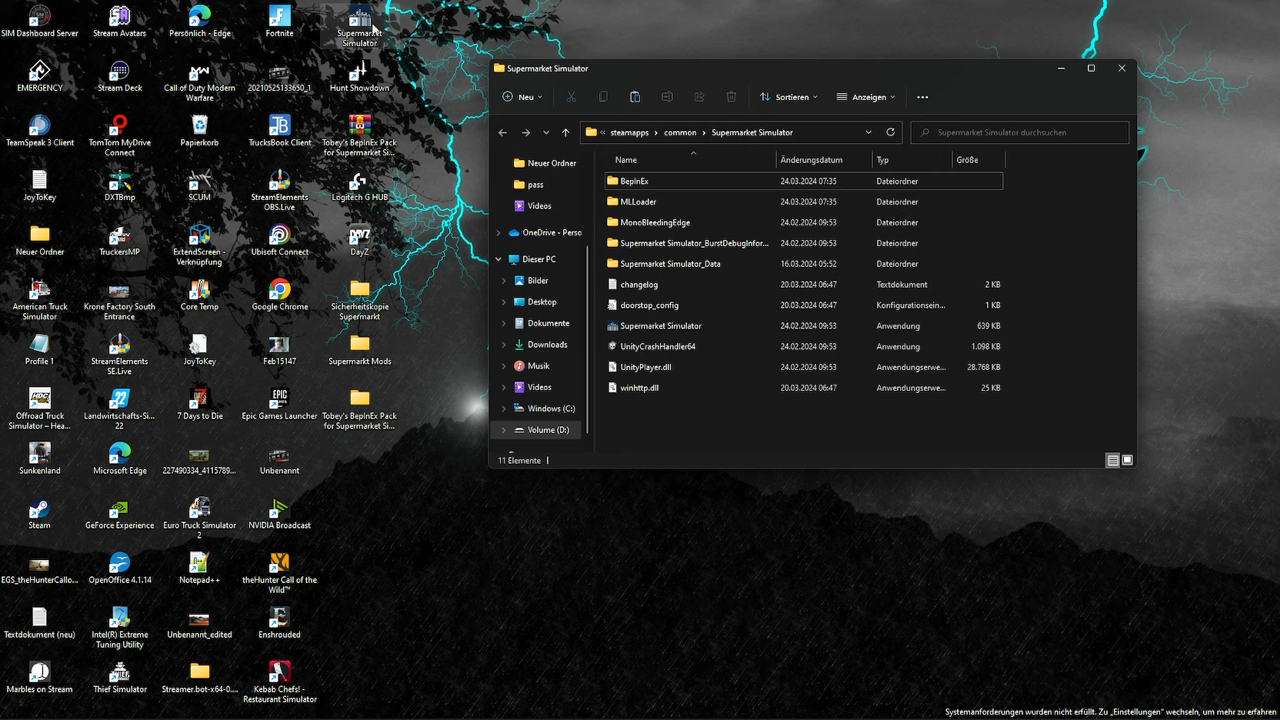 SIM Dashboard Server
Stream Avatars
Persönlich - Edge
Fortnite
Supermarket
Simulator
EMERGENCY
Stream Deck
Call of Duty Modern
Warfare
20210525133650_1
Hunt Showdown
TeamSpeak 3 Client
TomTom MyDrive
Connect
Papierkorb
TrucksBook Client
Tobey's BepInEx Pack
for Supermarket Si...
JoyToKey
DXTBmp
SCUM
StreamElements
OBS.Live
Logitech G HUB
Neuer Ordner
TruckersMP
ExtendScreen -
Verknüpfung
Ubisoft Connect
DayZ
American Truck
Simulator
Krone Factory South
Entrance
Core Temp
Google Chrome
Sicherheitskopie
Supermarkt
Profile 1
StreamElements
SE.Live
JoyToKey
Feb15147
Supermarkt Mods
Offroad Truck
Simulator – Hea...
Landwirtschafts-Si...
22
7 Days to Die
Epic Games Launcher
Tobey's BepInEx Pack
for Supermarket Si...
Sunkenland
Microsoft Edge
227490334_4115789...
Unbenannt
Steam
GeForce Experience
Euro Truck Simulator
2
NVIDIA Broadcast
EGS_theHunterCallo...
OpenOffice 4.1.14
Notepad++
theHunter Call of the
Wild™
Textdokument (neu)
Intel(R) Extreme
Tuning Utility
Unbenannt_edited
Enshrouded
Marbles on Stream
Thief Simulator
Streamer.bot-x64-0....
Kebab Chefs! -
Restaurant Simulator
Supermarket Simulator
Neu
Sortieren
Anzeigen
steamapps > common > Supermarket Simulator
Supermarket Simulator durchsuchen
Neuer Ordner
pass
Videos
OneDrive - Perso
Dieser PC
Bilder
Desktop
Dokumente
Downloads
Musik
Videos
Windows (C:)
Volume (D:)
Name Änderungsdatum Typ Größe
BepInEx 24.03.2024 07:35 Dateiordner
MLLoader 24.03.2024 07:35 Dateiordner
MonoBleedingEdge 24.02.2024 09:53 Dateiordner
Supermarket Simulator_BurstDebugInfor... 24.02.2024 09:53 Dateiordner
Supermarket Simulator_Data 16.03.2024 05:52 Dateiordner
changelog 20.03.2024 06:47 Textdokument 2 KB
doorstop_config 20.03.2024 06:47 Konfigurationsein... 1 KB
Supermarket Simulator 24.02.2024 09:53 Anwendung 639 KB
UnityCrashHandler64 24.02.2024 09:53 Anwendung 1.098 KB
UnityPlayer.dll 24.02.2024 09:53 Anwendungserwe... 28.768 KB
winhttp.dll 20.03.2024 06:47 Anwendungserwe... 25 KB
11 Elemente
Systemanforderungen wurden nicht erfüllt. Zu „Einstellungen" wechseln, um mehr zu erfahren